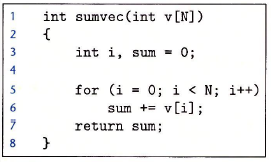 1 int sumvec(int v[N])
2 {
3 int i, sum = 0;
4
5 for (i = 0; i < N; i++)
6 sum += v[i];
7 return sum;
8 }